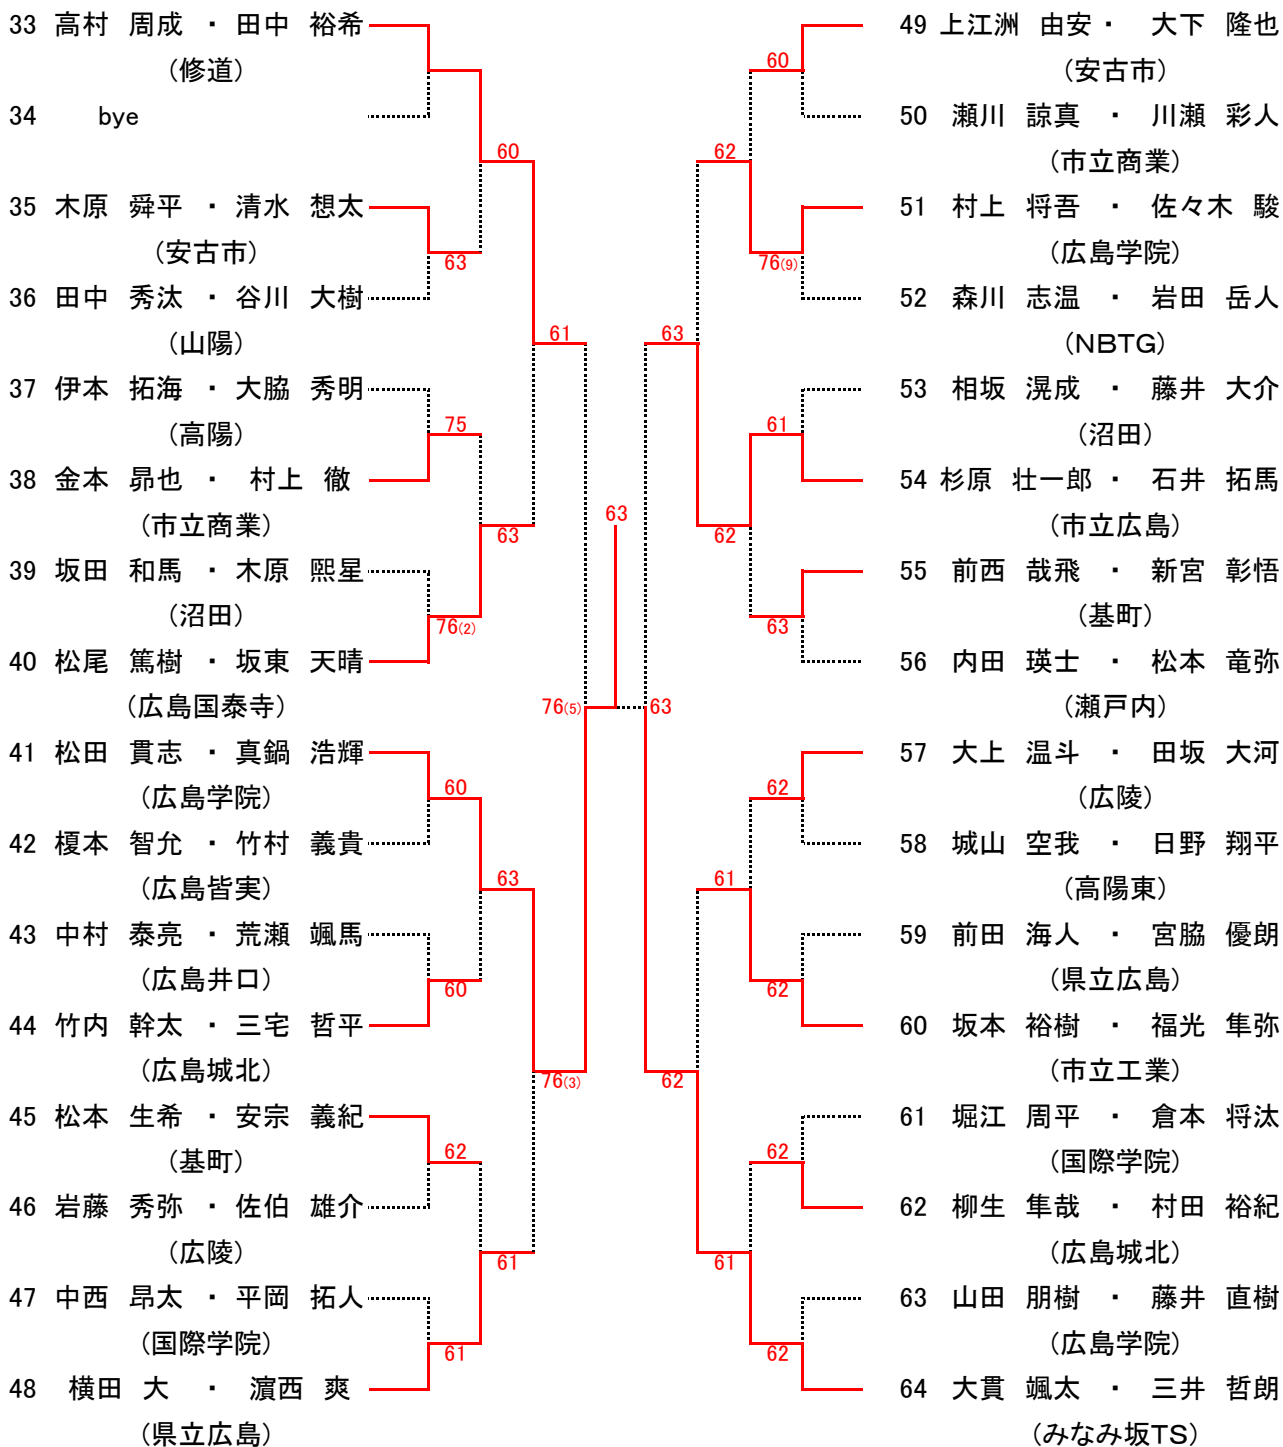 33 高村 周成 ・ 田中 裕希
(修道)
34 bye
60
35 木原 舜平 ・ 清水 想太
(安古市)
63
36 田中 秀汰 ・ 谷川 大樹
(山陽)
61
37 伊本 拓海 ・ 大脇 秀明
(高陽)
75
38 金本 昴也 ・ 村上 徹
(市立商業)
63
39 坂田 和馬 ・ 木原 熙星
(沼田)
76(2)
40 松尾 篤樹 ・ 坂東 天晴
(広島国泰寺)
76(5)
41 松田 貫志 ・ 真鍋 浩輝
60
(広島学院)
42 榎本 智允 ・ 竹村 義貴
63
(広島皆実)
43 中村 泰亮 ・ 荒瀬 颯馬
(広島井口)
60
44 竹内 幹太 ・ 三宅 哲平
(広島城北)
76(3)
45 松本 生希 ・ 安宗 義紀
62
(基町)
46 岩藤 秀弥 ・ 佐伯 雄介
(広陵)
61
47 中西 昂太 ・ 平岡 拓人
(国際学院)
61
48 横田 大 ・ 濵西 爽
(県立広島)
63
49 上江洲 由安 ・ 大下 隆也
60
(安古市)
50 瀬川 諒真 ・ 川瀬 彩人
62
(市立商業)
51 村上 将吾 ・ 佐々木 駿
(広島学院)
76(9)
52 森川 志温 ・ 岩田 岳人
63
(NBTG)
53 相坂 滉成 ・ 藤井 大介
61
(沼田)
54 杉原 壮一郎 ・ 石井 拓馬
(市立広島)
62
55 前西 哉飛 ・ 新宮 彰悟
(基町)
63
56 内田 瑛士 ・ 松本 竜弥
(瀬戸内)
63
57 大上 温斗 ・ 田坂 大河
62
(広陵)
58 城山 空我 ・ 日野 翔平
61
(高陽東)
59 前田 海人 ・ 宮脇 優朗
(県立広島)
62
60 坂本 裕樹 ・ 福光 隼弥
(市立工業)
62
61 堀江 周平 ・ 倉本 将汰
62
(国際学院)
62 柳生 隼哉 ・ 村田 裕紀
(広島城北)
61
63 山田 朋樹 ・ 藤井 直樹
(広島学院)
62
64 大貫 颯太 ・ 三井 哲朗
(みなみ坂TS)